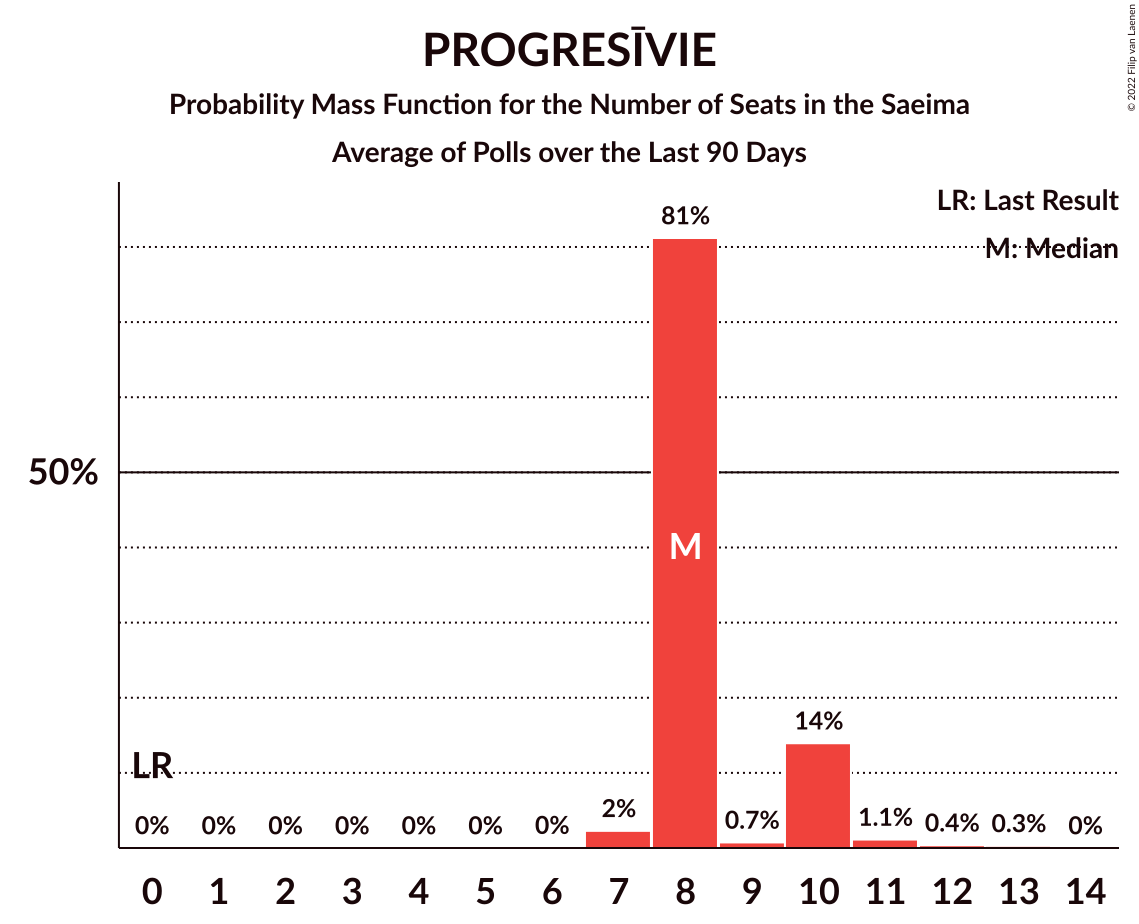 PROGRESĪVIE
Probability Mass Function for the Number of Seats in the Saeima
Average of Polls over the Last 90 Days
© 2022 Filip van Laenen
LR: Last Result
M: Median
81%
50%
M
14%
LR
0% 0% 0% 0% 0% 0% 0% 2% 0.7% 1.1% 0.4% 0.3% 0%
0 1 2 3 4 5 6 7 8 9 10 11 12 13 14